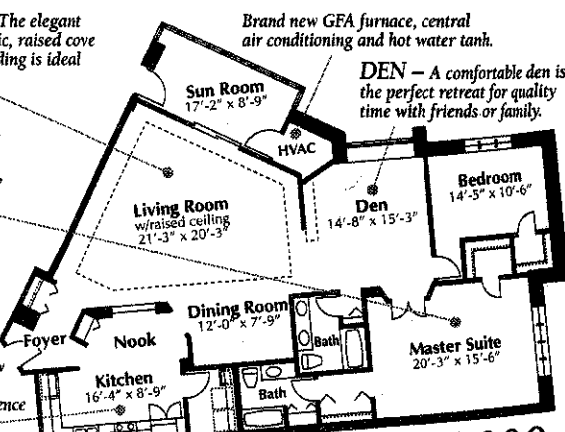 The elegant
ic, raised cove
ding is ideal
Brand new GFA furnace, central
air conditioning and hot water tank.
DEN – A comfortable den is
the perfect retreat for quality
time with friends or family.
Sun Room
17'-2" x 8'-9"
HVAC
Living Room
w/raised ceiling
21'-3" x 20'-3"
Den
14'-8" x 15'-3"
Bedroom
14'-5" x 10'-6"
Dining Room
12'-0" x 7'-9"
Foyer
Nook
Bath
Master Suite
20'-3" x 15'-6"
Kitchen
16'-4" x 8'-9"
Bath
ence